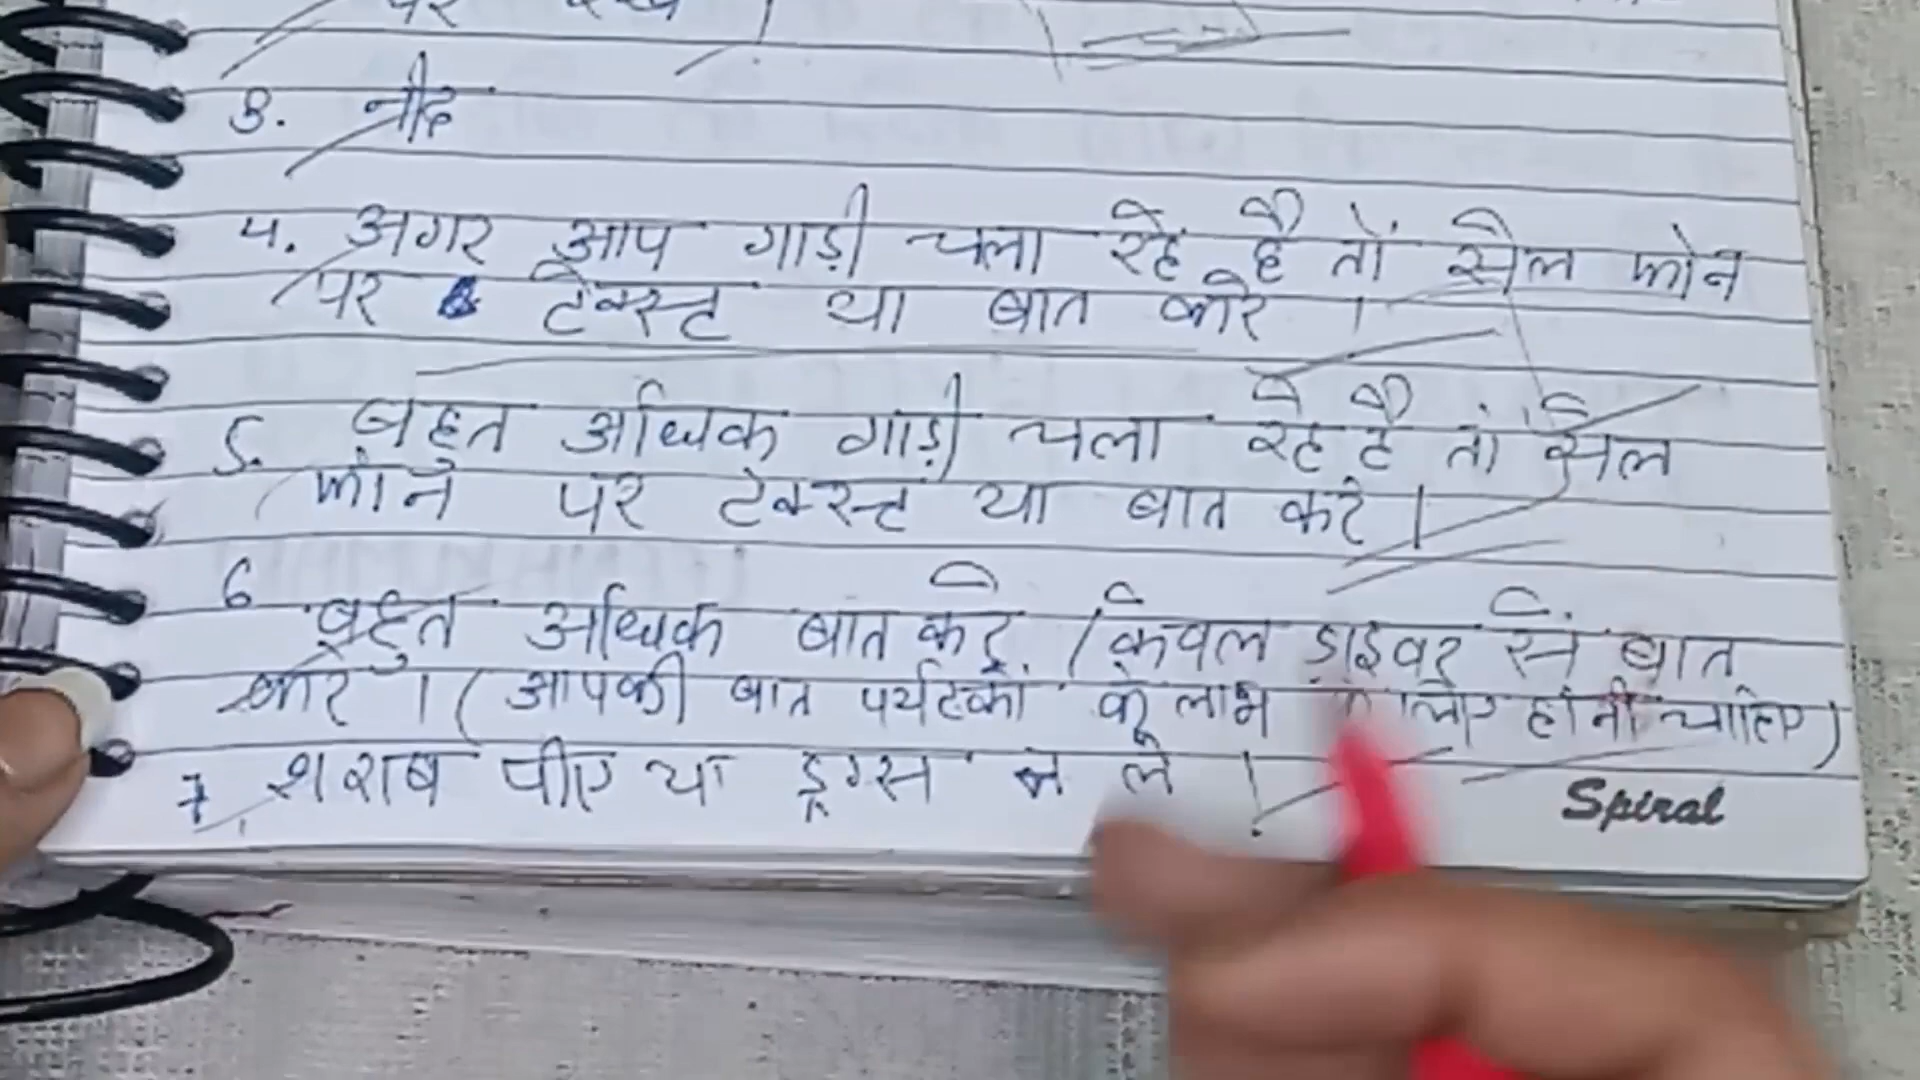 3. नींद
4. अगर आप गाड़ी चला रहे है तो सैल फोन
पर टेक्स्ट या बात करे ।
5. बहुत अधिक गाड़ी चला रहे है तो सैल
फोन पर टेक्स्ट या बात करे ।
6 बहुत अधिक बात करे । केवल ड्राइवर से बात
करे । ( आपकी बात पर्यटकों के लाभ के लिए होनी चाहिए )
7. शराब पीए या ड्रग्स न ले ।
Spiral